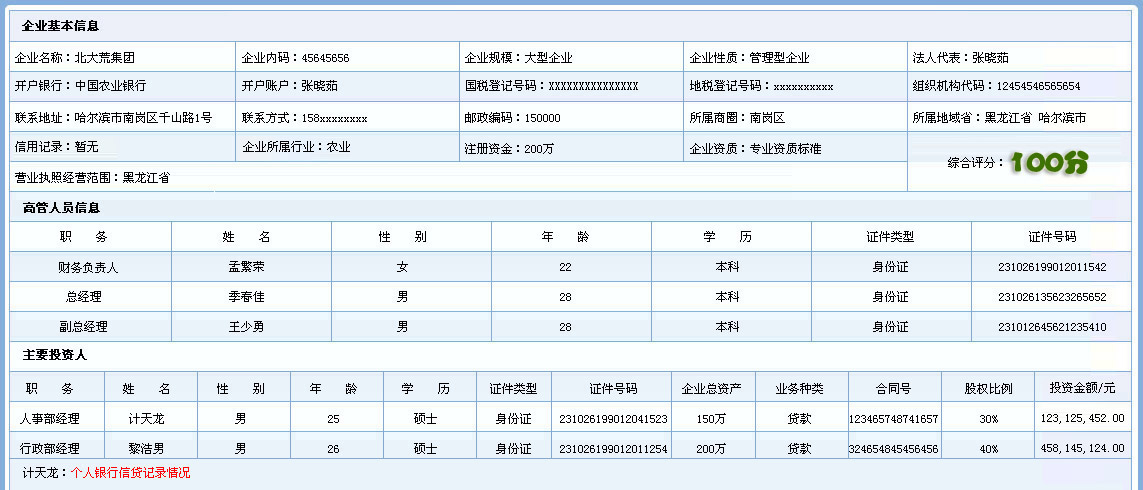 企业基本信息
企业名称：北大荒集团 企业内码：45645656 企业规模：大型企业 企业性质：管理型企业 法人代表：张晓茹
开户银行：中国农业银行 开户账户：张晓茹 国税登记号码：XXXXXXXXXXXXXXX 地税登记号码：xxxxxxxxxx 组织机构代码：12454546565654
联系地址：哈尔滨市南岗区千山路1号 联系方式：158xxxxxxxx 邮政编码：150000 所属商圈：南岗区 所属地域省：黑龙江省 哈尔滨市
信用记录：暂无 企业所属行业：农业 注册资金：200万 企业资质：专业资质标准
综合评分：100分
营业执照经营范围：黑龙江省
高管人员信息
职 务 姓 名 性 别 年 龄 学 历 证件类型 证件号码
财务负责人 孟繁荣 女 22 本科 身份证 231026199012011542
总经理 季春佳 男 28 本科 身份证 231026135623265652
副总经理 王少勇 男 28 本科 身份证 231012645621235410
主要投资人
职 务 姓 名 性 别 年 龄 学 历 证件类型 证件号码 企业总资产 业务种类 合同号 股权比例 投资金额/元
人事部经理 计天龙 男 25 硕士 身份证 231026199012041523 150万 贷款 123465748741657 30% 123,125,452.00
行政部经理 黎浩男 男 26 硕士 身份证 231026199012011254 200万 贷款 324654845456456 40% 458,145,124.00
计天龙：个人银行信贷记录情况